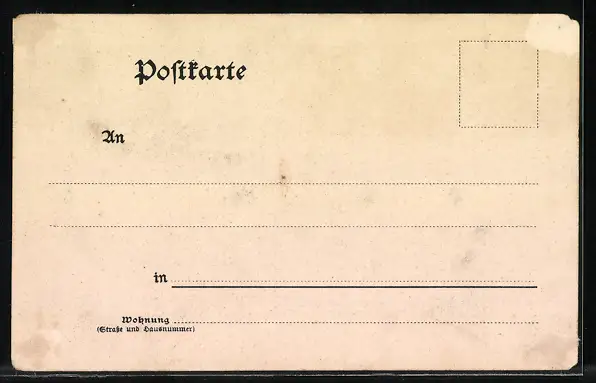 Poſtkarte
An
in
Wohnung
(Straße und Hausnummer)